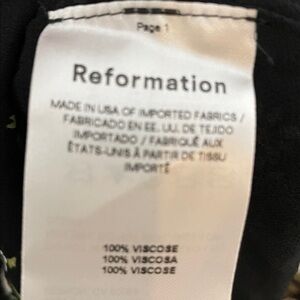 Page 1
Reformation
MADE IN USA OF IMPORTED FABRICS /
FABRICADO EN EE. UU. DE TEJIDO
IMPORTADO / FABRIQUÉ AUX
ÉTATS-UNIS À PARTIR DE TISSU
IMPORTÉ
100% VISCOSE
100% VISCOSA
100% VISCOSE